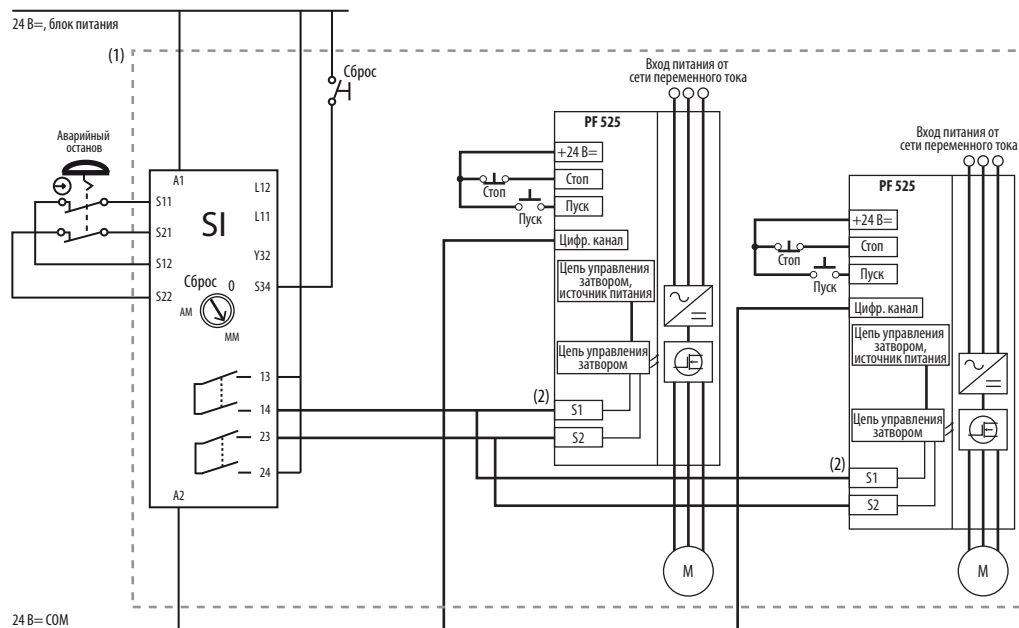 24 В=, блок питания
(1)
Сброс
Аварийный
останов
A1
S11
S21
S12
S22
SI
L12
L11
Y32
S34
Сброс
0
AM
MM
13
14
23
24
A2
24 В= COM
Вход питания от
сети переменного тока
PF 525
+24 В=
Стоп
Стоп
Пуск
Пуск
Цифр. канал
Цепь управления
затвором,
источник питания
Цепь управления
затвором
(2)
S1
S2
M
Вход питания от
сети переменного тока
PF 525
+24 В=
Стоп
Стоп
Пуск
Пуск
Цифр. канал
Цепь управления
затвором,
источник питания
Цепь управления
затвором
(2)
S1
S2
M